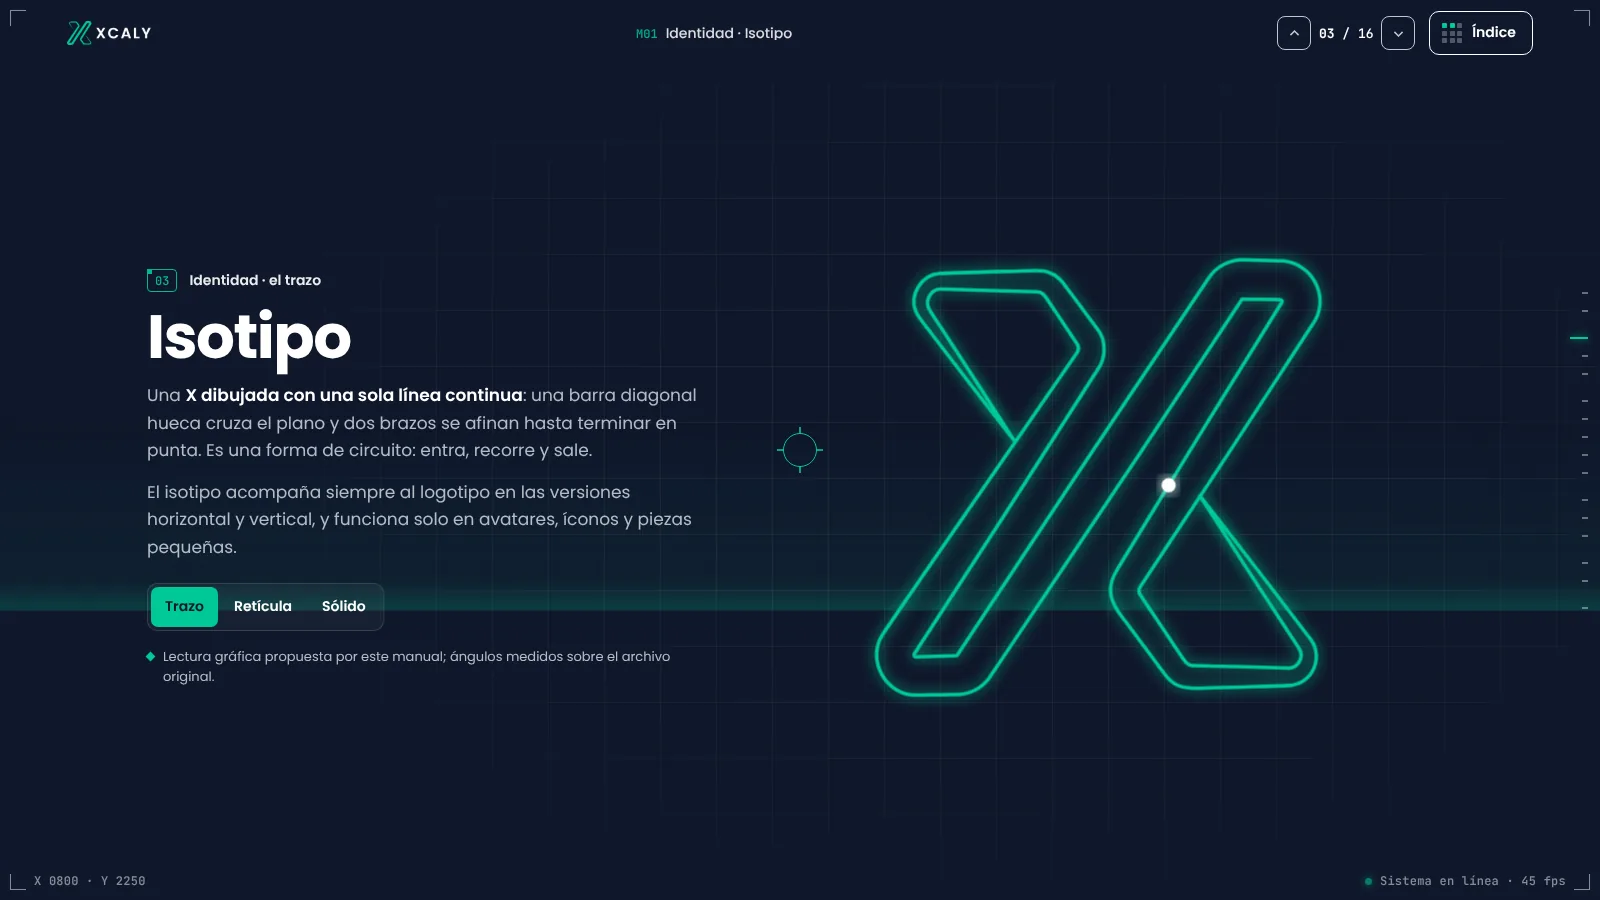 XCALY
M01 Identidad · Isotipo
03 / 16
Índice
03 Identidad · el trazo
Isotipo
Una X dibujada con una sola línea continua: una barra diagonal
hueca cruza el plano y dos brazos se afinan hasta terminar en
punta. Es una forma de circuito: entra, recorre y sale.
El isotipo acompaña siempre al logotipo en las versiones
horizontal y vertical, y funciona solo en avatares, íconos y piezas
pequeñas.
Trazo Retícula Sólido
Lectura gráfica propuesta por este manual; ángulos medidos sobre el archivo
original.
X 0800 · Y 2250
Sistema en línea · 45 fps